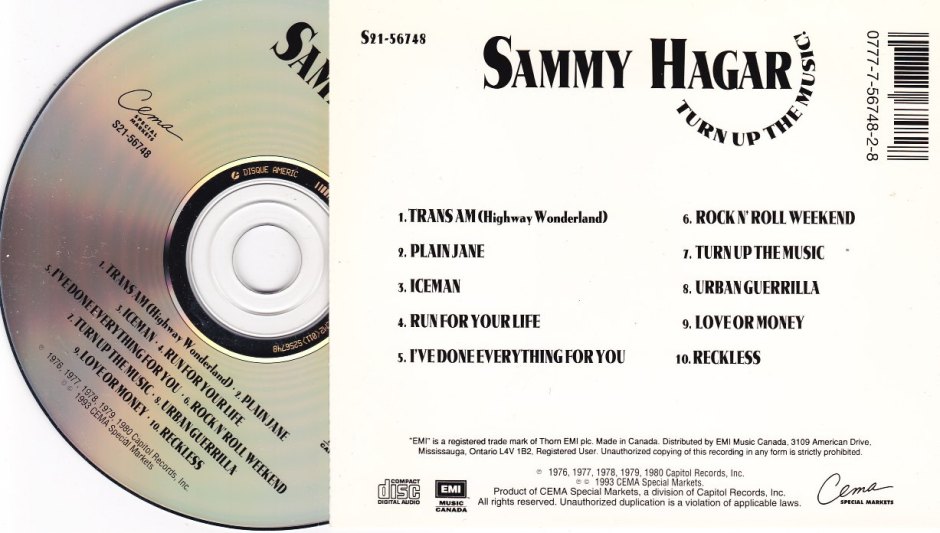 SAM
Cema
SPECIAL
MARKETS
S21-56748
DISQUE AMERIC
1. TRANS AM (Highway Wonderland) · 2. PLAIN JANE
3. ICEMAN · 4. RUN FOR YOUR LIFE
5. I'VE DONE EVERYTHING FOR YOU · 6. ROCK N' ROLL WEEKEND
7. TURN UP THE MUSIC · 8. URBAN GUERRILLA
9. LOVE OR MONEY · 10. RECKLESS
℗ 1976, 1977, 1978, 1979, 1980 Capitol Records, Inc.
℗ © 1993 CEMA Special Markets
S21-56748
SAMMY HAGAR
TURN UP THE MUSIC!
0777-7-56748-2-8
1. TRANS AM (Highway Wonderland)
2. PLAIN JANE
3. ICEMAN
4. RUN FOR YOUR LIFE
5. I'VE DONE EVERYTHING FOR YOU
6. ROCK N' ROLL WEEKEND
7. TURN UP THE MUSIC
8. URBAN GUERRILLA
9. LOVE OR MONEY
10. RECKLESS
"EMI" is a registered trade mark of Thorn EMI plc. Made in Canada. Distributed by EMI Music Canada, 3109 American Drive,
Mississauga, Ontario L4V 1B2, Registered User. Unauthorized copying of this recording in any form is strictly prohibited.
℗ 1976, 1977, 1978, 1979, 1980 Capitol Records, Inc.
℗ © 1993 CEMA Special Markets.
Product of CEMA Special Markets, a division of Capitol Records, Inc.
All rights reserved. Unauthorized duplication is a violation of applicable laws.
COMPACT
disc
DIGITAL AUDIO
EMI
MUSIC
CANADA
Cema
SPECIAL MARKETS